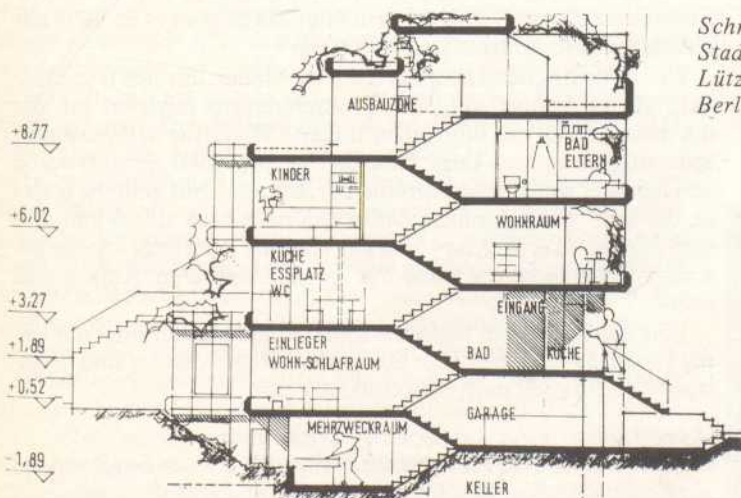 Stad
Lütz
Berl
AUSBAUZONE
+8,77
BAD
ELTERN
KINDER
+6,02
WOHNRAUM
KÜCHE
ESSPLATZ
WC
+3,27
EINGANG
+1,89
EINLIEGER
WOHN-SCHLAFRAUM
BAD KÜCHE
+0,52
GARAGE
MEHRZWECKRAUM
-1,89
KELLER